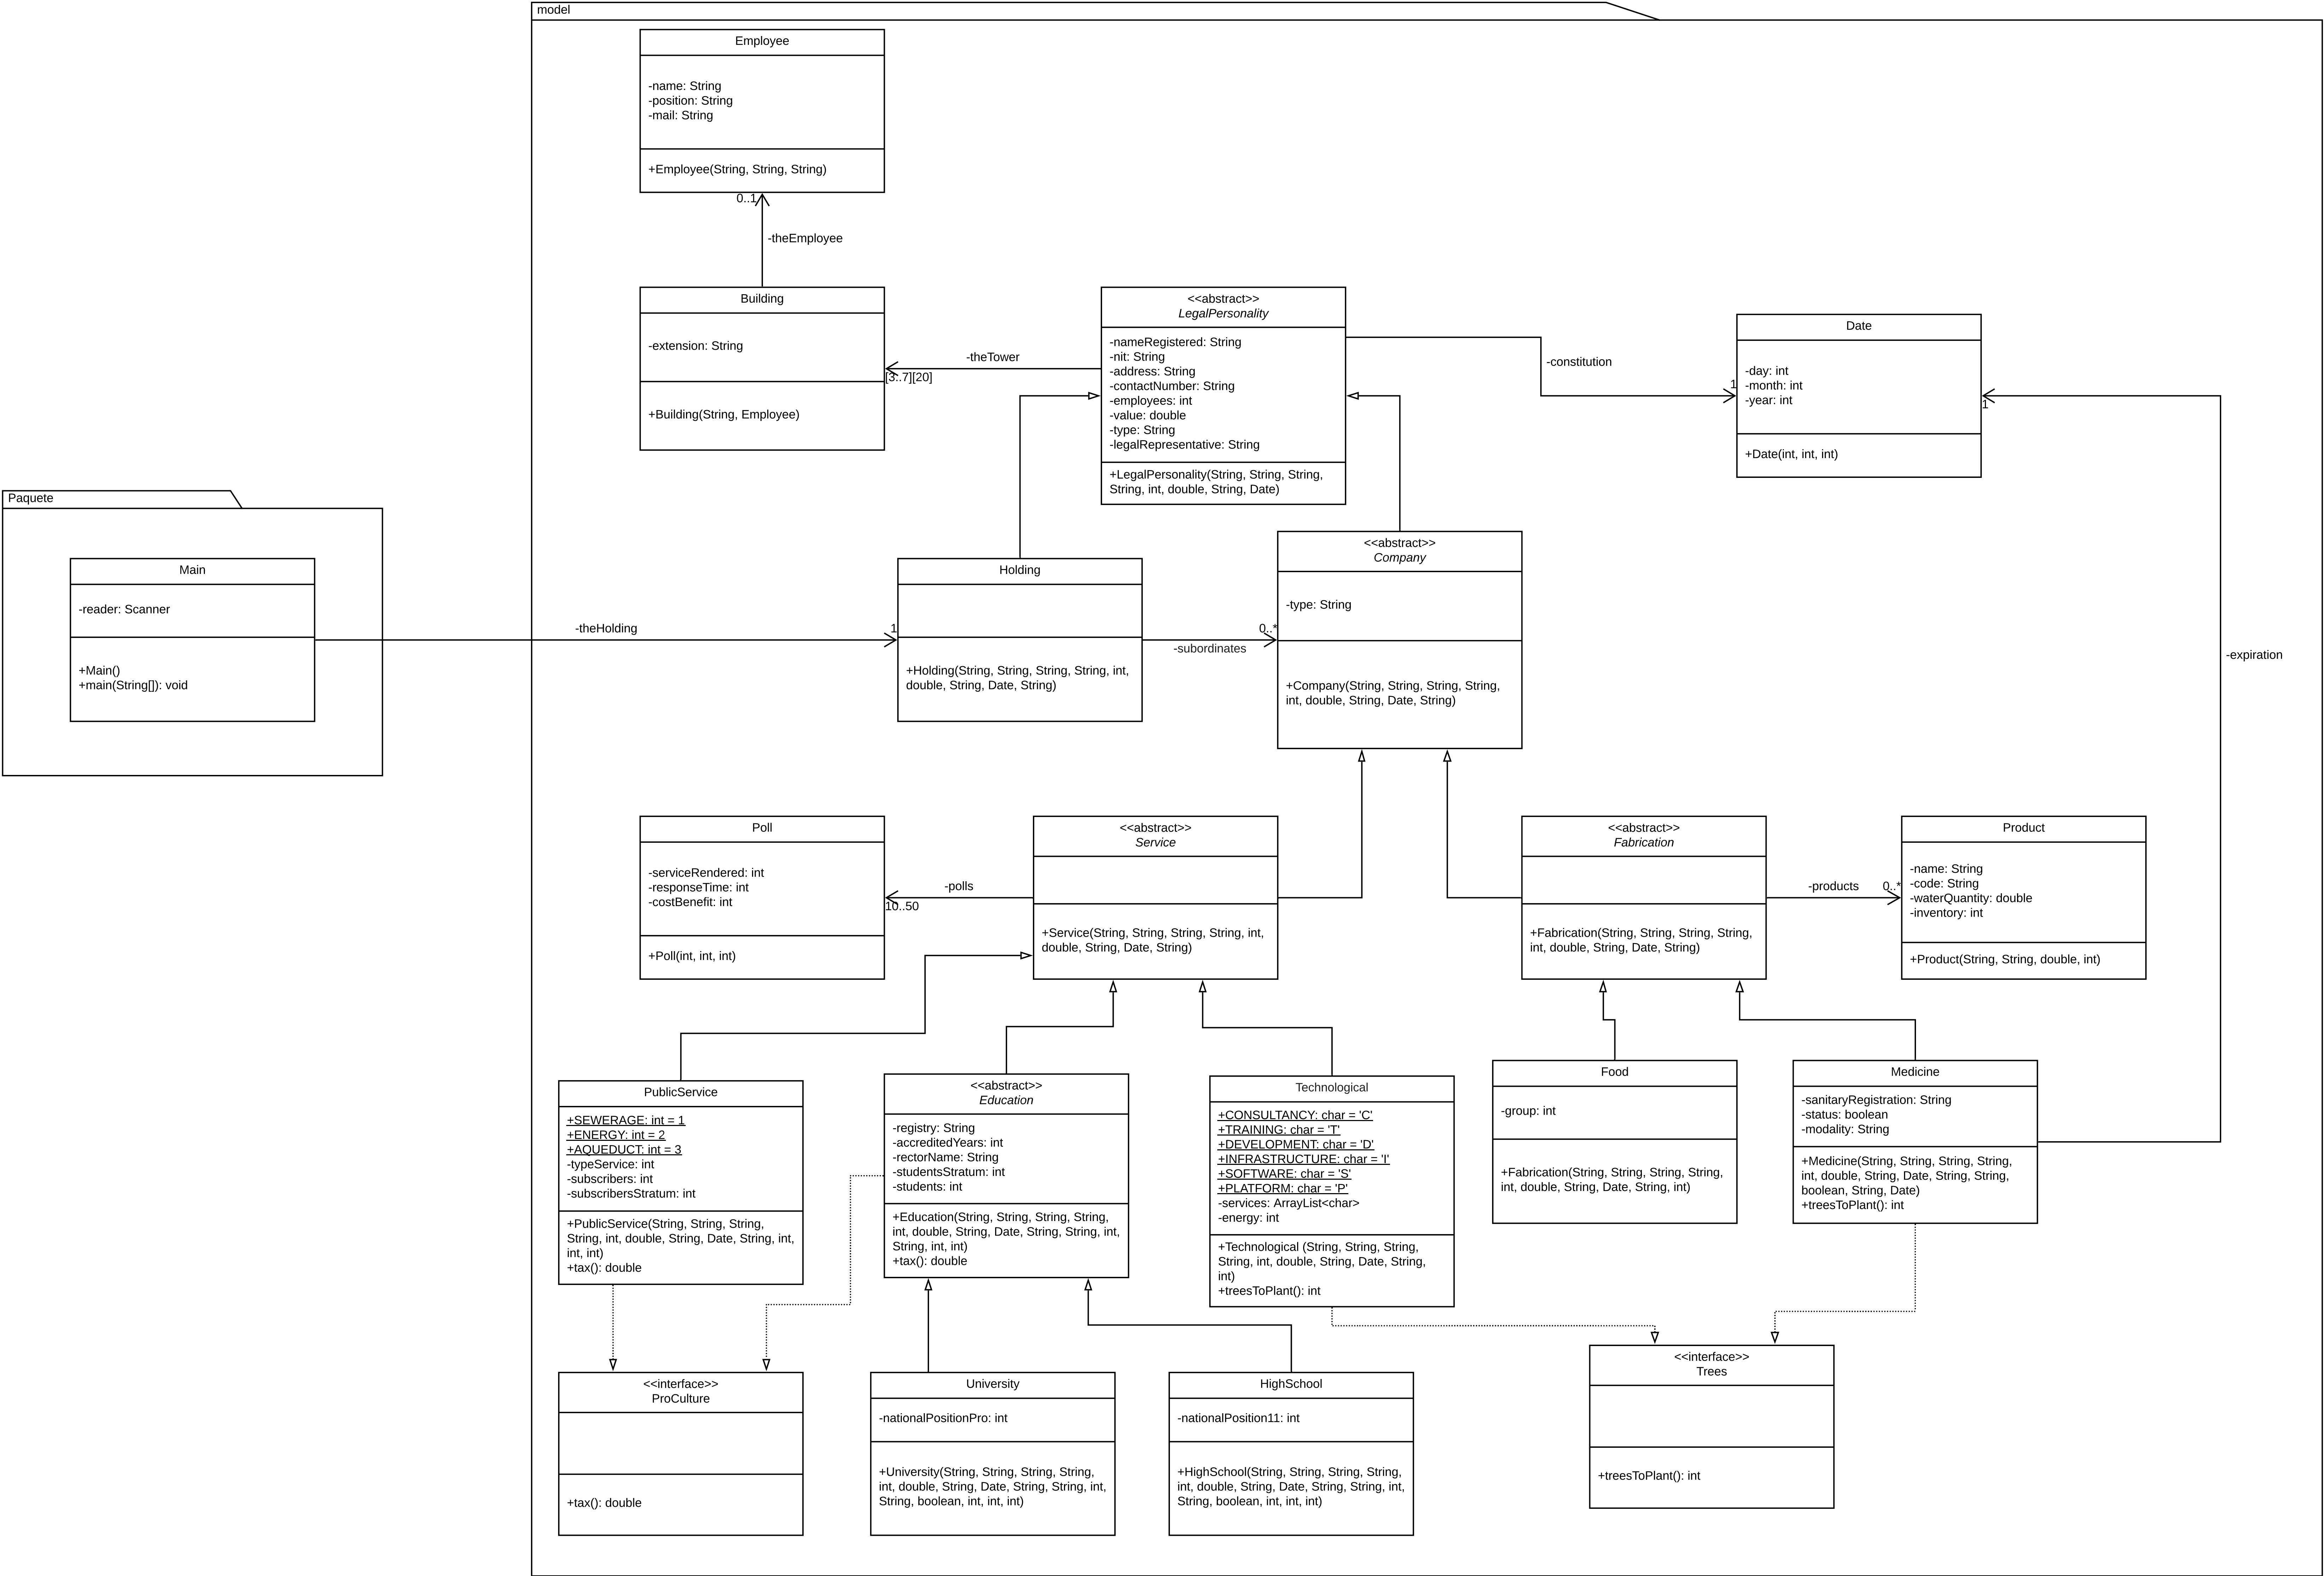 model
Employee
-name: String
-position: String
-mail: String
+Employee(String, String, String)
0..1
-theEmployee
Building
-extension: String
+Building(String, Employee)
-theTower
[3..7][20]
<<abstract>>
LegalPersonality
-nameRegistered: String
-nit: String
-address: String
-contactNumber: String
-employees: int
-value: double
-type: String
-legalRepresentative: String
+LegalPersonality(String, String, String,
String, int, double, String, Date)
-constitution
1
Date
-day: int
-month: int
-year: int
+Date(int, int, int)
1
-expiration
Paquete
Main
-reader: Scanner
+Main()
+main(String[]): void
-theHolding
1
Holding
+Holding(String, String, String, String, int,
double, String, Date, String)
0..*
-subordinates
<<abstract>>
Company
-type: String
+Company(String, String, String, String,
int, double, String, Date, String)
Poll
-serviceRendered: int
-responseTime: int
-costBenefit: int
+Poll(int, int, int)
-polls
10..50
<<abstract>>
Service
+Service(String, String, String, String, int,
double, String, Date, String)
<<abstract>>
Fabrication
+Fabrication(String, String, String, String,
int, double, String, Date, String)
-products
0..*
Product
-name: String
-code: String
-waterQuantity: double
-inventory: int
+Product(String, String, double, int)
PublicService
+SEWERAGE: int = 1
+ENERGY: int = 2
+AQUEDUCT: int = 3
-typeService: int
-subscribers: int
-subscribersStratum: int
+PublicService(String, String, String,
String, int, double, String, Date, String, int,
int, int)
+tax(): double
<<abstract>>
Education
-registry: String
-accreditedYears: int
-rectorName: String
-studentsStratum: int
-students: int
+Education(String, String, String, String,
int, double, String, Date, String, String, int,
String, int, int)
+tax(): double
Technological
+CONSULTANCY: char = 'C'
+TRAINING: char = 'T'
+DEVELOPMENT: char = 'D'
+INFRASTRUCTURE: char = 'I'
+SOFTWARE: char = 'S'
+PLATFORM: char = 'P'
-services: ArrayList<char>
-energy: int
+Technological (String, String, String,
String, int, double, String, Date, String,
int)
+treesToPlant(): int
Food
-group: int
+Fabrication(String, String, String, String,
int, double, String, Date, String, int)
Medicine
-sanitaryRegistration: String
-status: boolean
-modality: String
+Medicine(String, String, String, String,
int, double, String, Date, String, String,
boolean, String, Date)
+treesToPlant(): int
<<interface>>
ProCulture
+tax(): double
University
-nationalPositionPro: int
+University(String, String, String, String,
int, double, String, Date, String, String, int,
String, boolean, int, int, int)
HighSchool
-nationalPosition11: int
+HighSchool(String, String, String, String,
int, double, String, Date, String, String, int,
String, boolean, int, int, int)
<<interface>>
Trees
+treesToPlant(): int